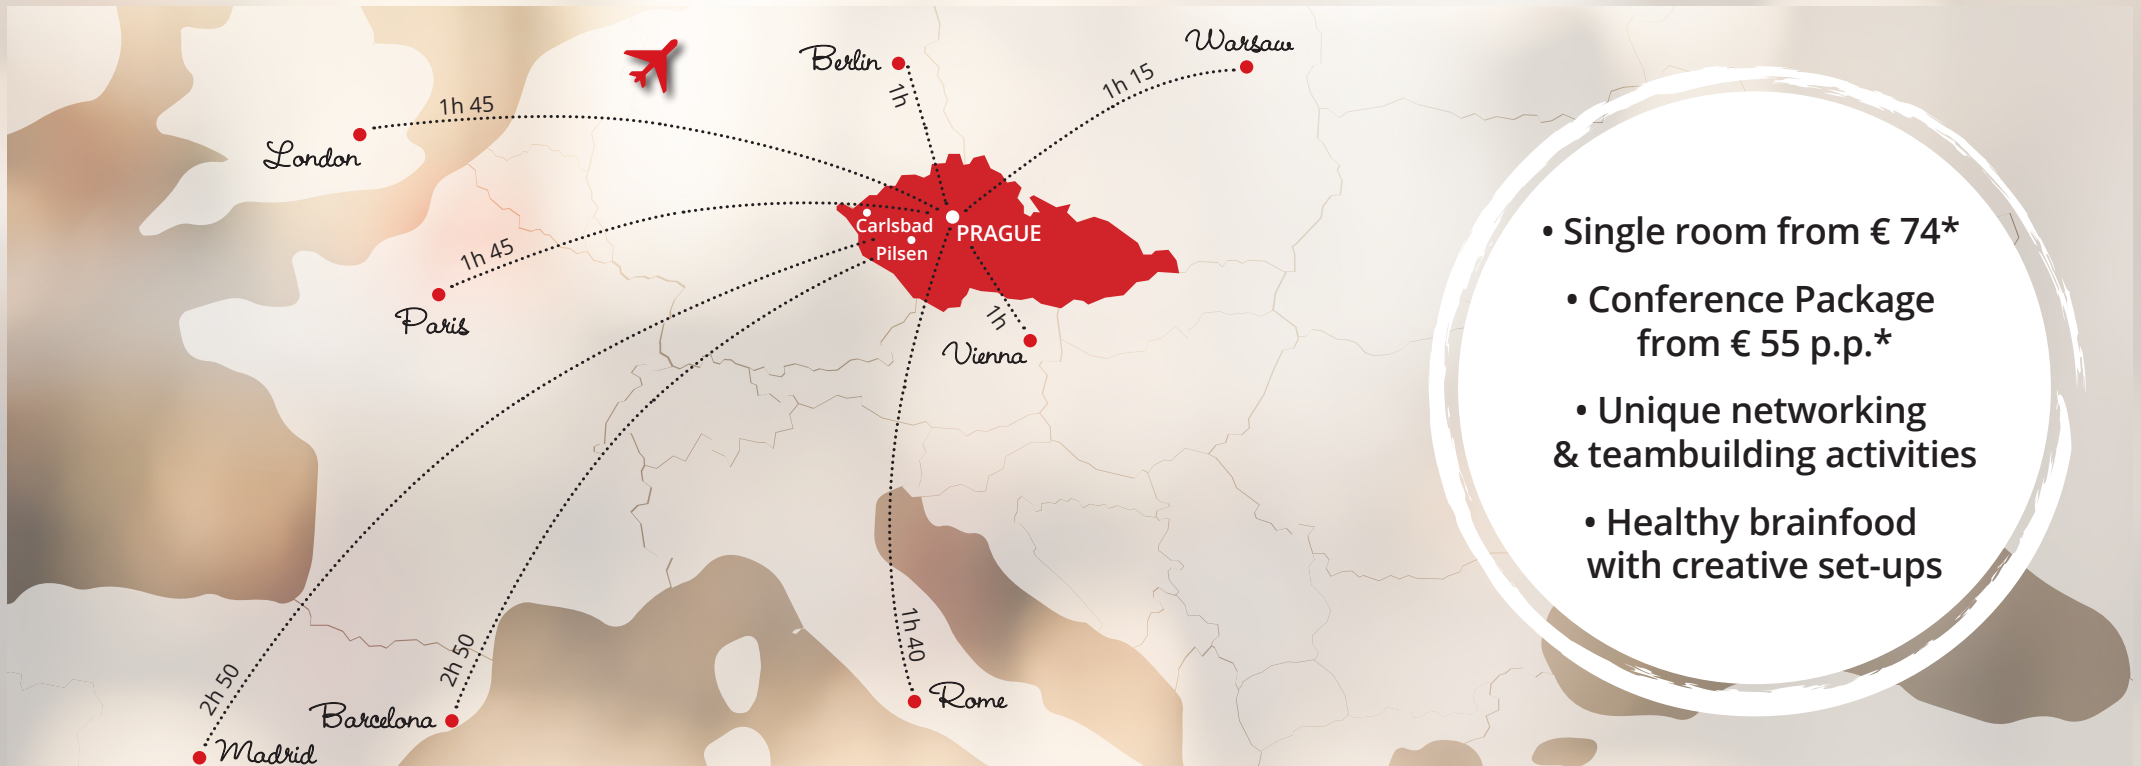 Berlin
Warsaw
1h
1h 15
1h 45
London
Carlsbad
PRAGUE
Pilsen
1h 45
Paris
1h
Vienna
1h 40
2h 50
2h 50
Rome
Barcelona
Madrid
• Single room from € 74*
• Conference Package
from € 55 p.p.*
• Unique networking
& teambuilding activities
• Healthy brainfood
with creative set-ups